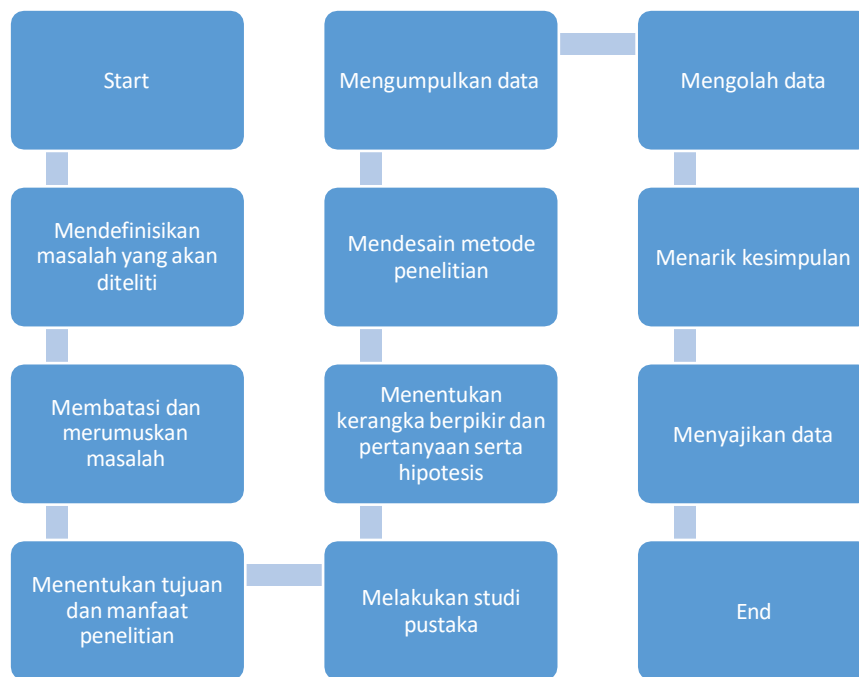 Start
Mendefinisikan
masalah yang akan
diteliti
Membatasi dan
merumuskan
masalah
Menentukan tujuan
dan manfaat
penelitian
Melakukan studi
pustaka
Menentukan
kerangka berpikir dan
pertanyaan serta
hipotesis
Mendesain metode
penelitian
Mengumpulkan data
Mengolah data
Menarik kesimpulan
Menyajikan data
End